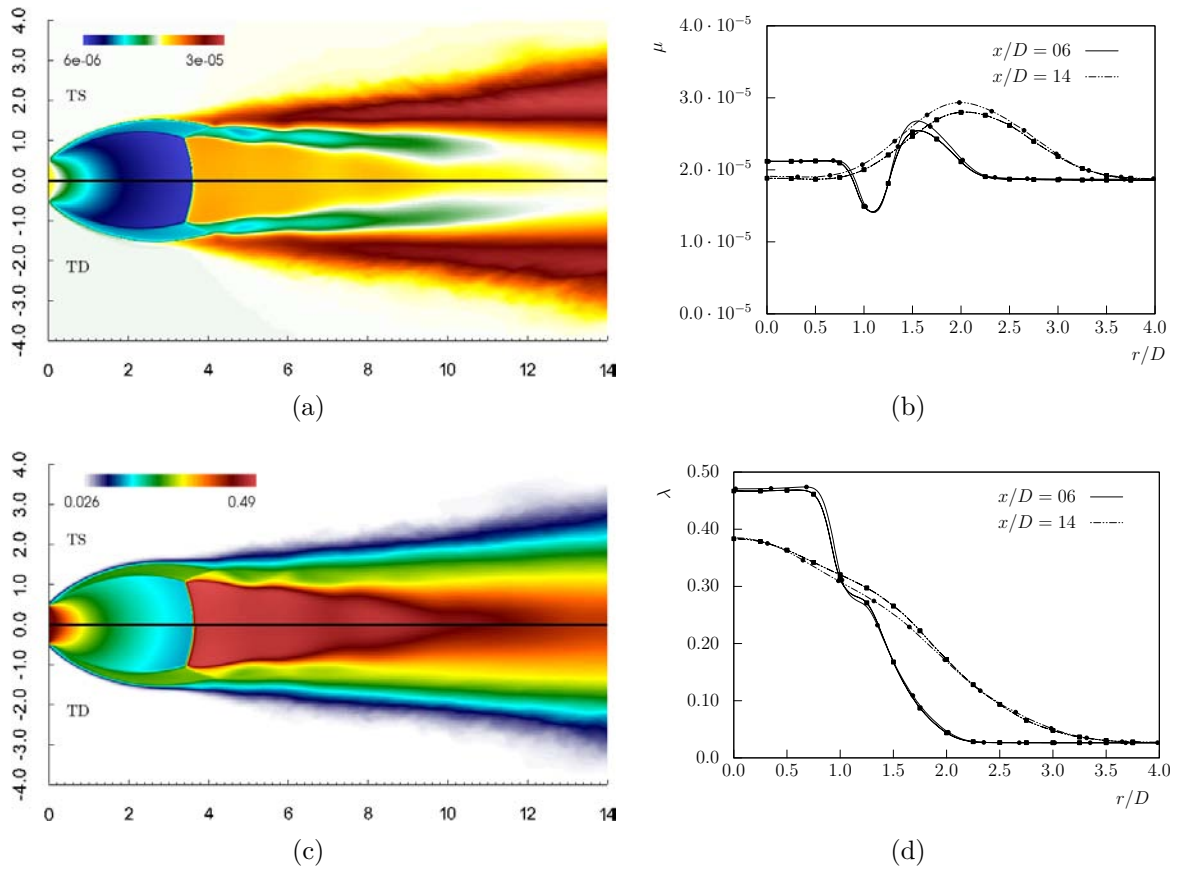 4.0
3.0
2.0
1.0
0.0
-1.0
-2.0
-3.0
-4.0
6e-06 3e-05
TS
TD
0 2 4 6 8 10 12 14
(a)
μ
4.0 · 10⁻⁵
3.0 · 10⁻⁵
2.0 · 10⁻⁵
1.0 · 10⁻⁵
0.0 · 10⁻⁵
x/D = 06
x/D = 14
0.0 0.5 1.0 1.5 2.0 2.5 3.0 3.5 4.0
r/D
(b)
4.0
3.0
2.0
1.0
0.0
-1.0
-2.0
-3.0
-4.0
0.026 0.49
TS
TD
0 2 4 6 8 10 12 14
(c)
λ
0.50
0.40
0.30
0.20
0.10
0.0
x/D = 06
x/D = 14
0.0 0.5 1.0 1.5 2.0 2.5 3.0 3.5 4.0
r/D
(d)